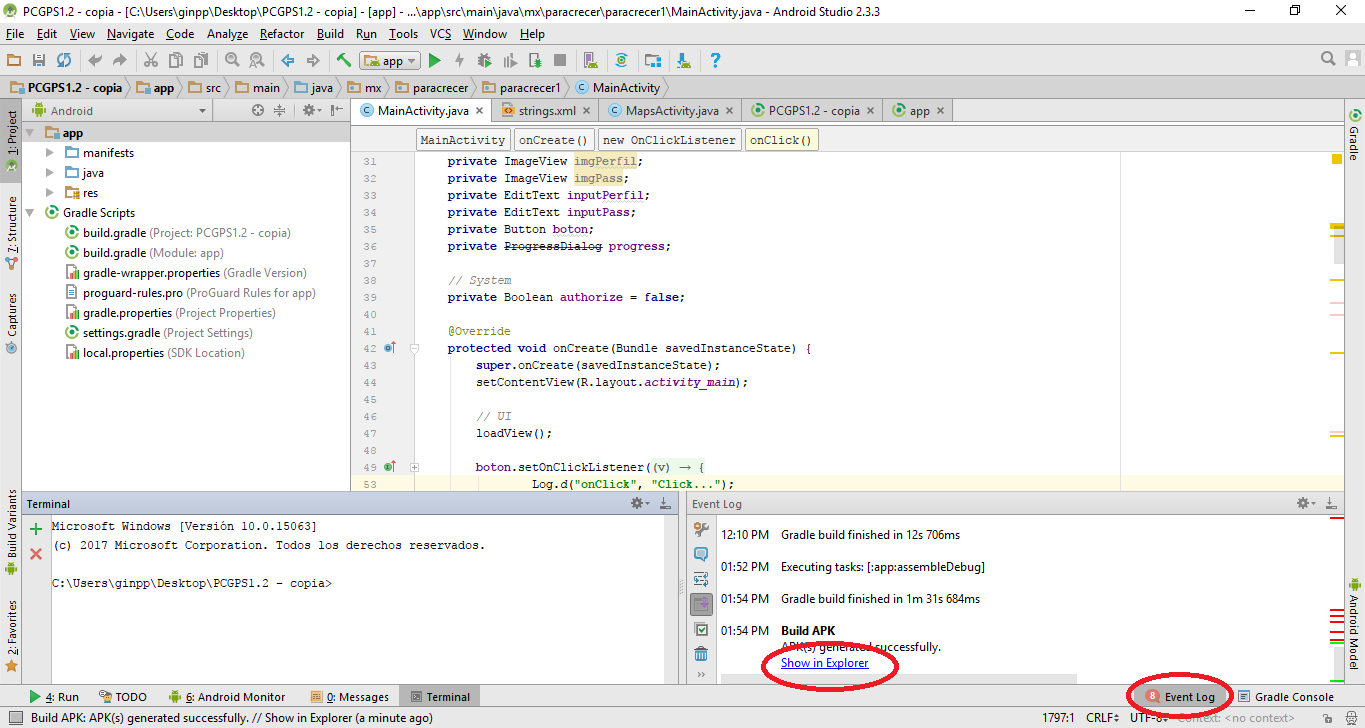 PCGPS1.2 - copia - [C:\Users\ginpp\Desktop\PCGPS1.2 - copia] - [app] - ...\app\src\main\java\mx\paracrecer\paracrecer1\MainActivity.java - Android Studio 2.3.3
File Edit View Navigate Code Analyze Refactor Build Run Tools VCS Window Help
app
PCGPS1.2 - copia app src main java mx paracrecer paracrecer1 MainActivity
Android
MainActivity.java strings.xml MapsActivity.java PCGPS1.2 - copia app
1: Project
7: Structure
Captures
Build Variants
2: Favorites
app
manifests
java
res
Gradle Scripts
build.gradle (Project: PCGPS1.2 - copia)
build.gradle (Module: app)
gradle-wrapper.properties (Gradle Version)
proguard-rules.pro (ProGuard Rules for app)
gradle.properties (Project Properties)
settings.gradle (Project Settings)
local.properties (SDK Location)
MainActivity onCreate() new OnClickListener onClick()
31 private ImageView imgPerfil;
32 private ImageView imgPass;
33 private EditText inputPerfil;
34 private EditText inputPass;
35 private Button boton;
36 private ProgressDialog progress;
37
38 // System
39 private Boolean authorize = false;
40
41 @Override
42 protected void onCreate(Bundle savedInstanceState) {
43 super.onCreate(savedInstanceState);
44 setContentView(R.layout.activity_main);
45
46 // UI
47 loadView();
48
49 boton.setOnClickListener((v) → {
53 Log.d("onClick", "Click...");
Gradle
Android Model
Terminal
Microsoft Windows [Versión 10.0.15063]
(c) 2017 Microsoft Corporation. Todos los derechos reservados.
C:\Users\ginpp\Desktop\PCGPS1.2 - copia>
Event Log
12:10 PM Gradle build finished in 12s 706ms
01:52 PM Executing tasks: [:app:assembleDebug]
01:54 PM Gradle build finished in 1m 31s 684ms
01:54 PM Build APK
APK(s) generated successfully.
Show in Explorer
4: Run TODO 6: Android Monitor 0: Messages Terminal 8 Event Log Gradle Console
Build APK: APK(s) generated successfully. // Show in Explorer (a minute ago) 1797:1 CRLF UTF-8 Context: <no context>